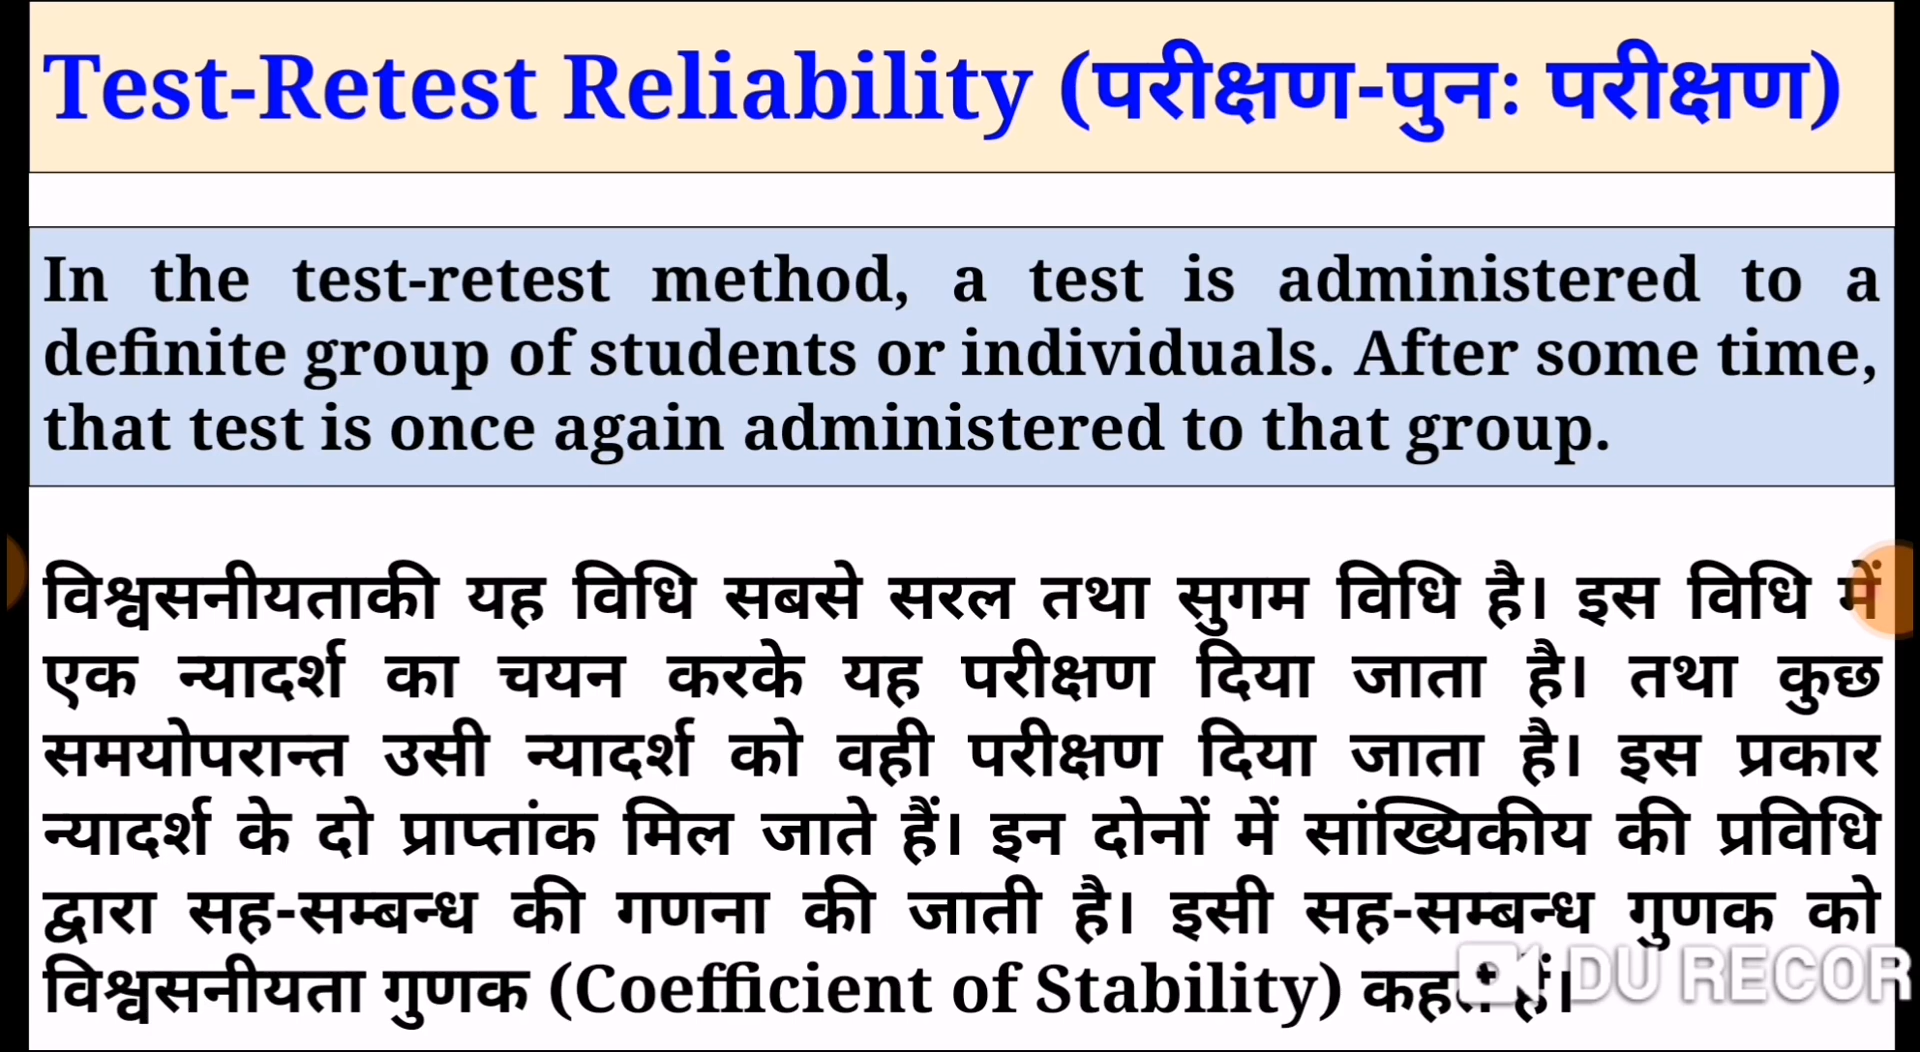 Test-Retest Reliability (परीक्षण-पुनः परीक्षण)
In the test-retest method, a test is administered to a
definite group of students or individuals. After some time,
that test is once again administered to that group.
विश्वसनीयताकी यह विधि सबसे सरल तथा सुगम विधि है। इस विधि में
एक न्यादर्श का चयन करके यह परीक्षण दिया जाता है। तथा कुछ
समयोपरान्त उसी न्यादर्श को वही परीक्षण दिया जाता है। इस प्रकार
न्यादर्श के दो प्राप्तांक मिल जाते हैं। इन दोनों में सांख्यिकीय की प्रविधि
द्वारा सह-सम्बन्ध की गणना की जाती है। इसी सह-सम्बन्ध गुणक को
विश्वसनीयता गुणक (Coefficient of Stability) कहते हैं।
DU RECOR